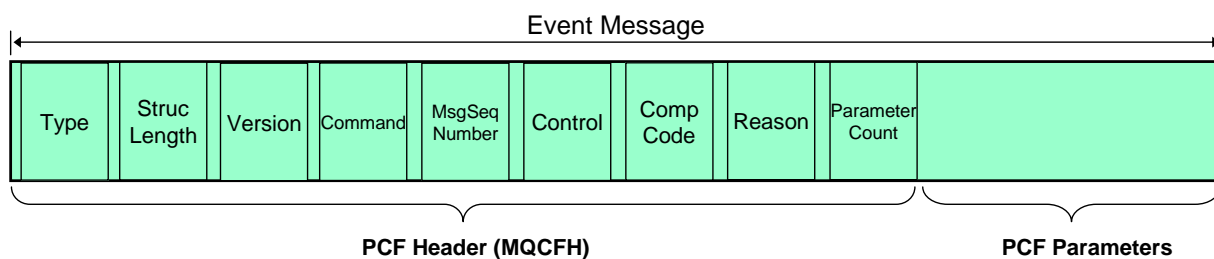 Event Message
Type
Struc
Length
Version
Command
MsgSeq
Number
Control
Comp
Code
Reason
Parameter
Count
PCF Header (MQCFH)
PCF Parameters